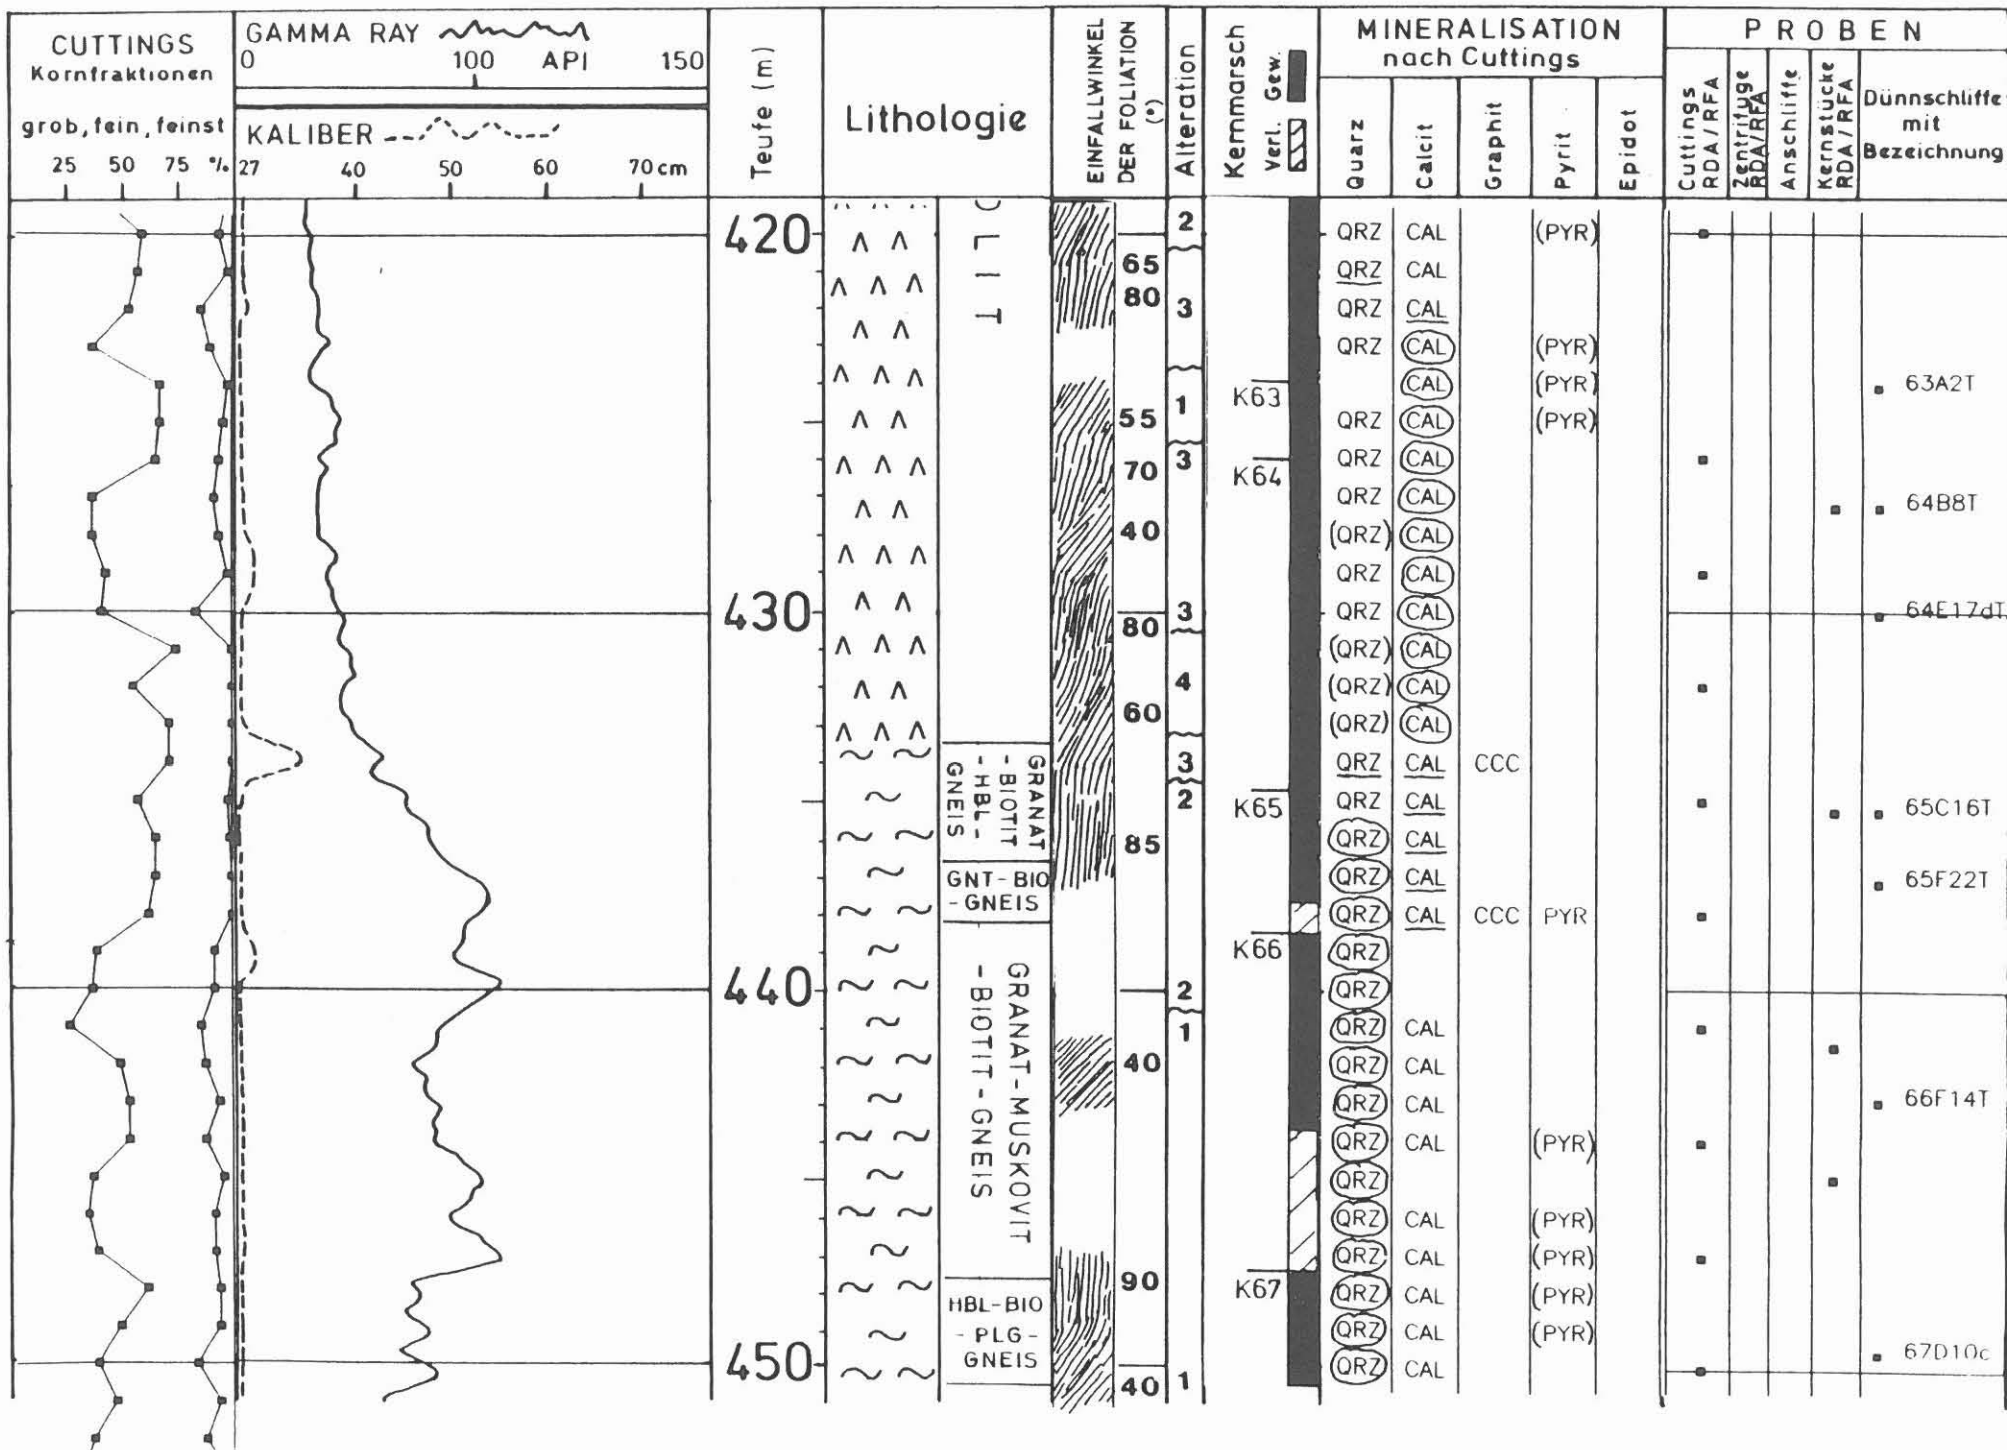 CUTTINGS
Kornfraktionen
grob, fein, feinst
25 50 75 %
GAMMA RAY
0 100 API 150
KALIBER
27 40 50 60 70 cm
Teufe (m)
Lithologie
EINFALLWINKEL
DER FOLIATION
(°)
Alteration
Kernmarsch
Verl. Gew.
MINERALISATION
nach Cuttings
Quarz
Calcit
Graphit
Pyrit
Epidot
PROBEN
Cuttings
RDA/RFA
Zentrifuge
RDA/RFA
Anschliffe
Kernstücke
RDA/RFA
Dünnschliffe
mit
Bezeichnung
420
430
440
450
LIT
GRANAT
-BIOTIT
-HBL-
GNEIS
GNT-BIO
-GNEIS
GRANAT-MUSKOVIT
-BIOTIT-GNEIS
HBL-BIO
-PLG-
GNEIS
65
80
55
70
40
80
60
85
40
90
40
2
3
1
3
3
4
3
2
2
1
1
K63
K64
K65
K66
K67
QRZ CAL (PYR)
QRZ CAL
QRZ CAL
QRZ CAL (PYR)
CAL (PYR)
QRZ CAL (PYR)
QRZ CAL
QRZ CAL
(QRZ) CAL
QRZ CAL
QRZ CAL
(QRZ) CAL
(QRZ) CAL
(QRZ) CAL
QRZ CAL CCC
QRZ CAL
QRZ CAL
QRZ CAL
QRZ CAL CCC PYR
QRZ
QRZ
QRZ CAL
QRZ CAL
QRZ CAL
QRZ CAL (PYR)
QRZ
QRZ CAL (PYR)
QRZ CAL (PYR)
QRZ CAL (PYR)
QRZ CAL (PYR)
QRZ CAL
63A2T
64B8T
64E17dT
65C16T
65F22T
66F14T
67D10c